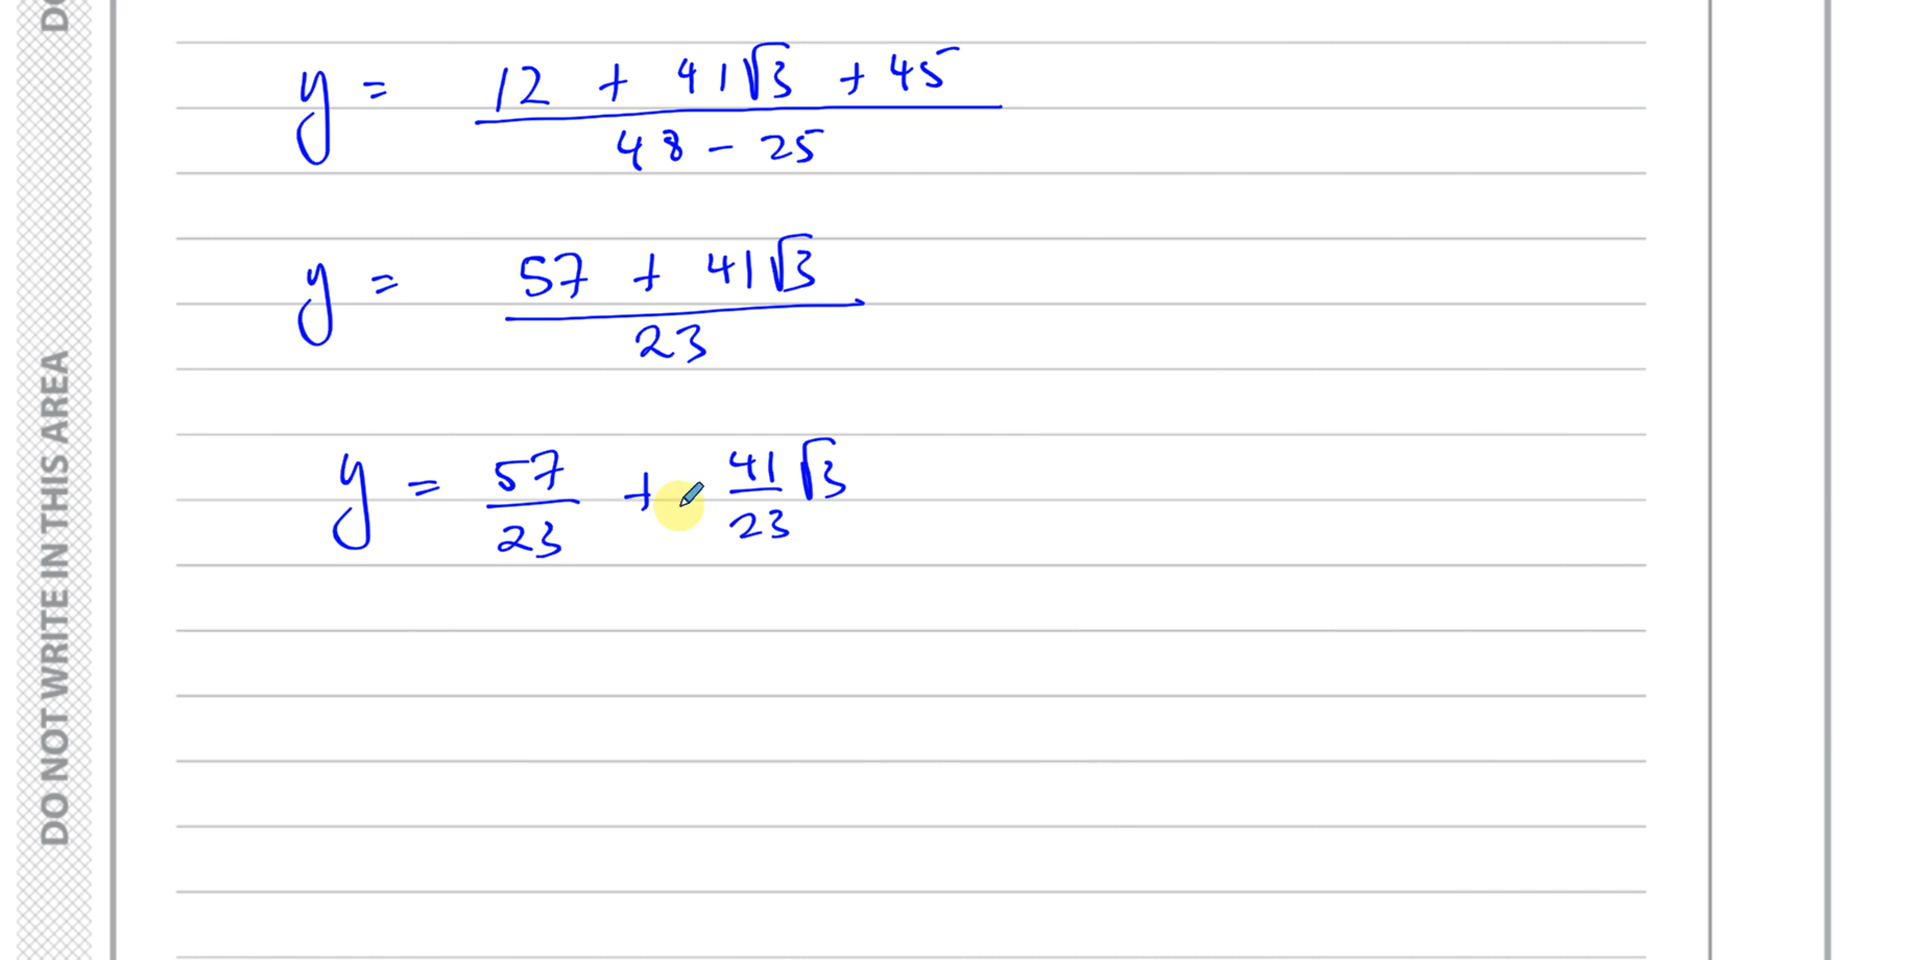 y = (12 + 41√3 + 45) / (48 - 25)
y = (57 + 41√3) / 23
y = 57/23 + 41/23 √3
DO NOT WRITE IN THIS AREA
DO